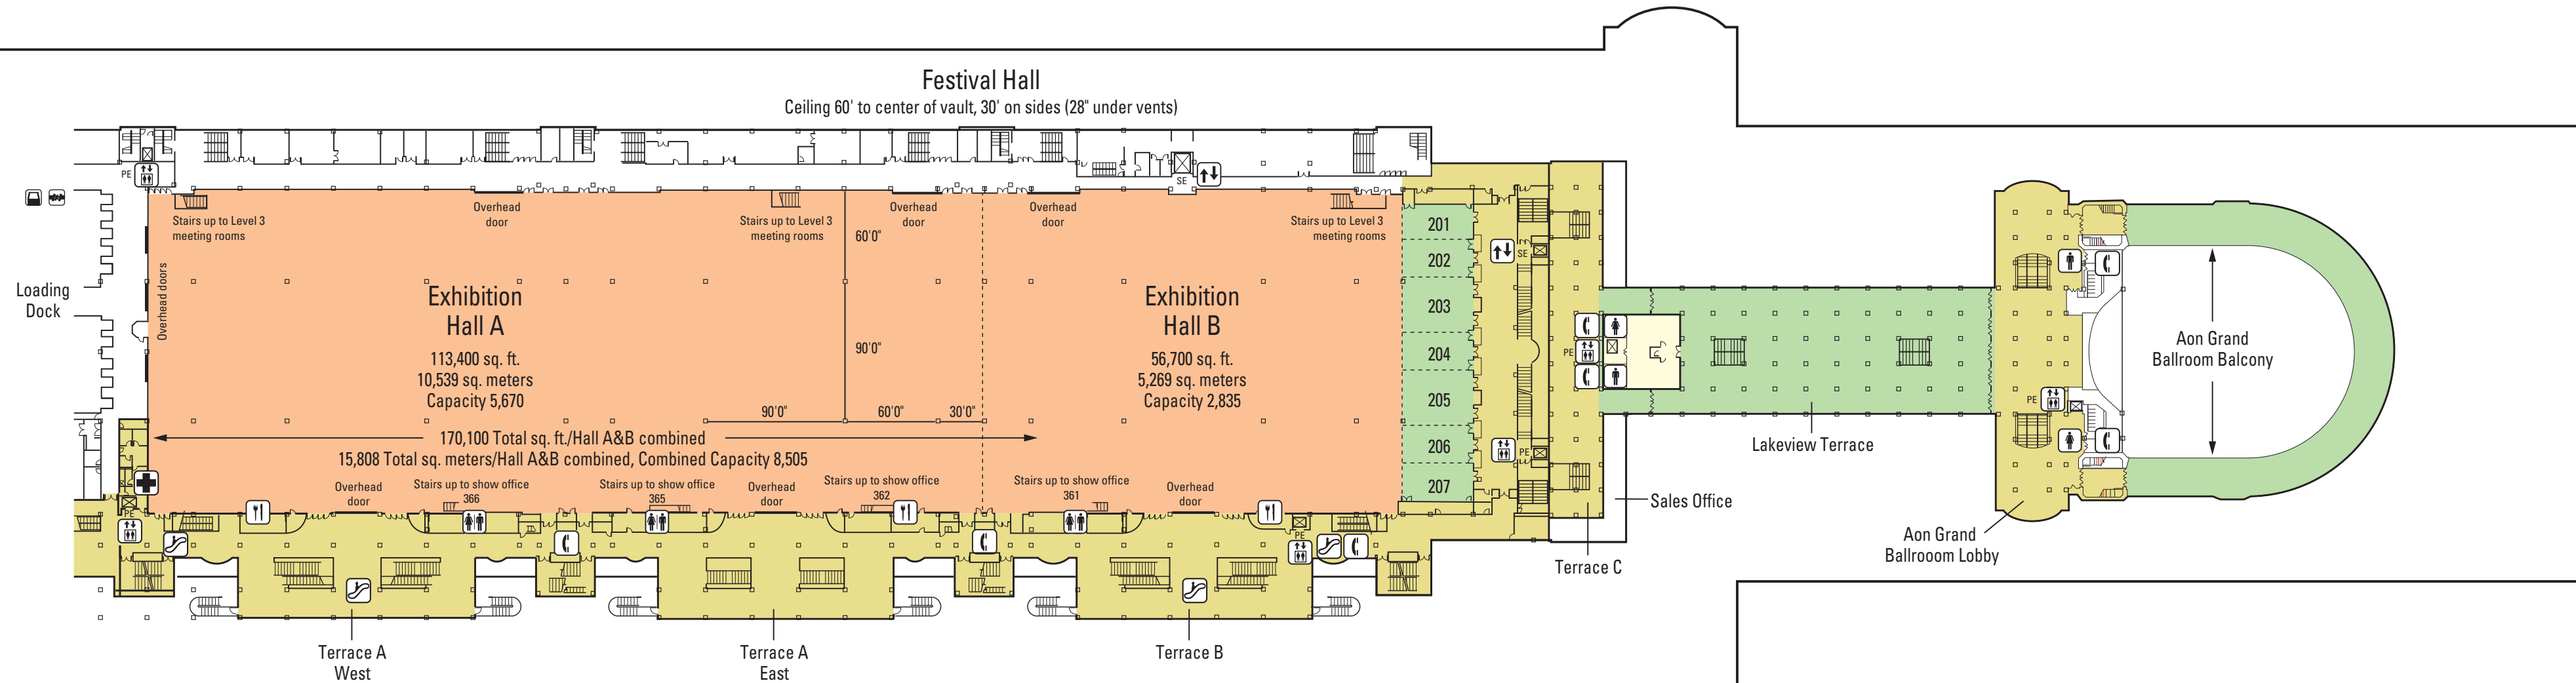 Festival Hall
Ceiling 60' to center of vault, 30' on sides (28" under vents)
PE
SE
Stairs up to Level 3
meeting rooms
Overhead
door
Stairs up to Level 3
meeting rooms
Overhead
door
Overhead
door
Stairs up to Level 3
meeting rooms
60'0"
90'0"
Loading
Dock
Overhead doors
Exhibition
Hall A
113,400 sq. ft.
10,539 sq. meters
Capacity 5,670
Exhibition
Hall B
56,700 sq. ft.
5,269 sq. meters
Capacity 2,835
90'0"
60'0"
30'0"
170,100 Total sq. ft./Hall A&B combined
15,808 Total sq. meters/Hall A&B combined, Combined Capacity 8,505
201
202
203
204
205
206
207
SE
PE
PE
PE
Aon Grand
Ballroom Balcony
Lakeview Terrace
Sales Office
Aon Grand
Ballrooom Lobby
Terrace C
Overhead
door
Stairs up to show office
366
Stairs up to show office
365
Overhead
door
Stairs up to show office
362
Stairs up to show office
361
Overhead
door
PE
PE
Terrace A
West
Terrace A
East
Terrace B